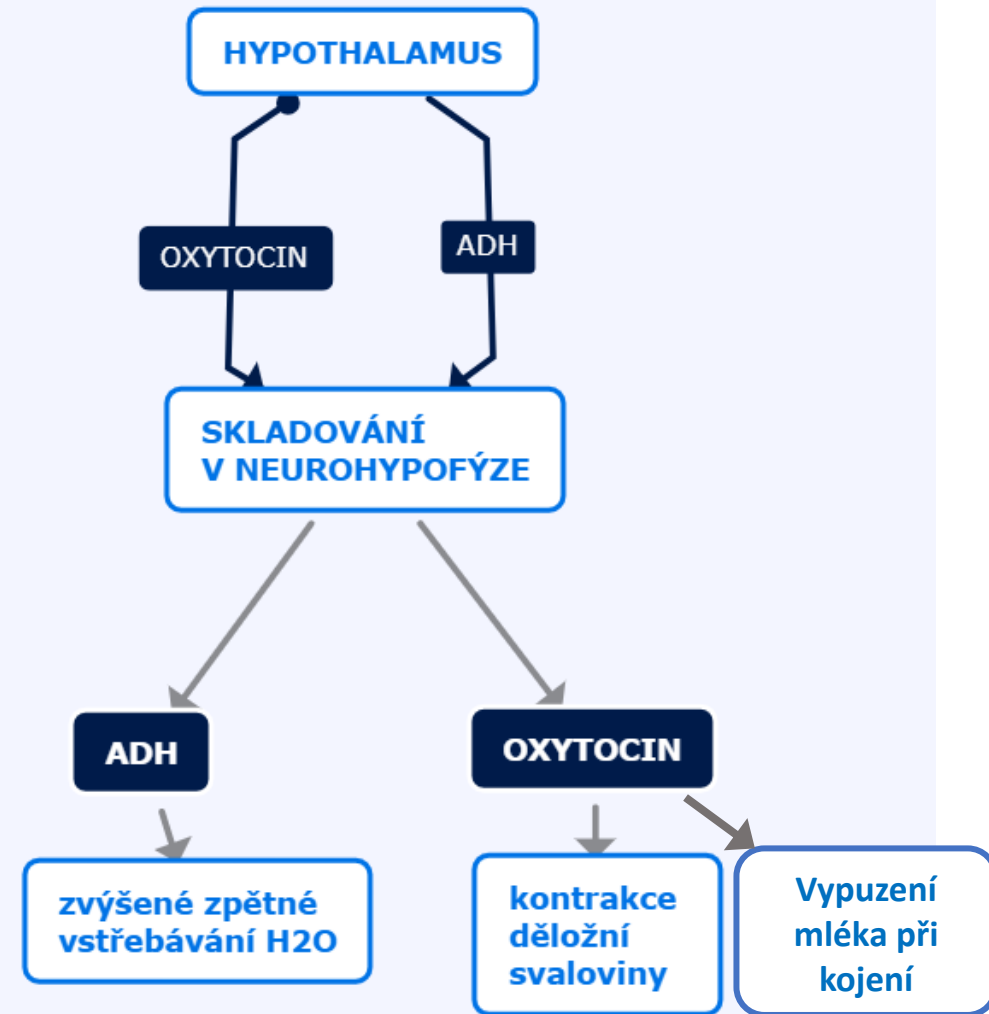 HYPOTHALAMUS
OXYTOCIN
ADH
SKLADOVÁNÍ
V NEUROHYPOFÝZE
ADH
OXYTOCIN
zvýšené zpětné
vstřebávání H2O
kontrakce
děložní
svaloviny
Vypuzení
mléka při
kojení